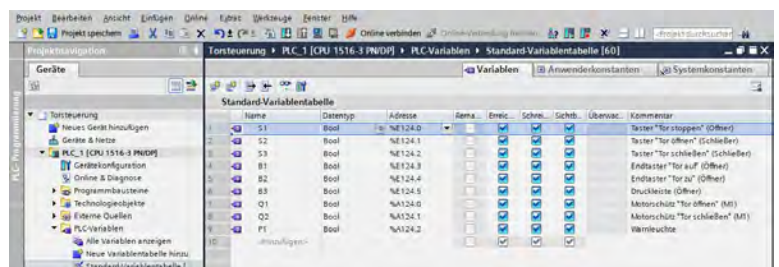 Projekt Bearbeiten Ansicht Einfügen Online Extras Werkzeuge Fenster Hilfe
Projekt speichern Online verbinden Online-Verbindung trennen <Projekt durchsuchen>
Projektnavigation
Torsteuerung ▸ PLC_1 [CPU 1516-3 PN/DP] ▸ PLC-Variablen ▸ Standard-Variablentabelle [60]
Geräte
Variablen Anwenderkonstanten Systemkonstanten
PLC-Programmierung
Torsteuerung
Neues Gerät hinzufügen
Geräte & Netze
PLC_1 [CPU 1516-3 PN/DP]
Gerätekonfiguration
Online & Diagnose
Programmbausteine
Technologieobjekte
Externe Quellen
PLC-Variablen
Alle Variablen anzeigen
Neue Variablentabelle hinzu
Standard-Variablentabelle [
Standard-Variablentabelle
Name Datentyp Adresse Rema... Erreic... Schrei... Sichtb... Überwac... Kommentar
1 S1 Bool %E124.0 Taster "Tor stoppen" (Öffner)
2 S2 Bool %E124.1 Taster "Tor öffnen" (Schließer)
3 S3 Bool %E124.2 Taster "Tor schließen" (Schließer)
4 B1 Bool %E124.3 Endtaster "Tor auf" (Öffner)
5 B2 Bool %E124.4 Endtaster "Tor zu" (Öffner)
6 B3 Bool %E124.5 Druckleiste (Öffner)
7 Q1 Bool %A124.0 Motorschütz "Tor öffnen" (M1)
8 Q2 Bool %A124.1 Motorschütz "Tor schließen" (M1)
9 P1 Bool %A124.2 Warnleuchte
10 <Hinzufügen>